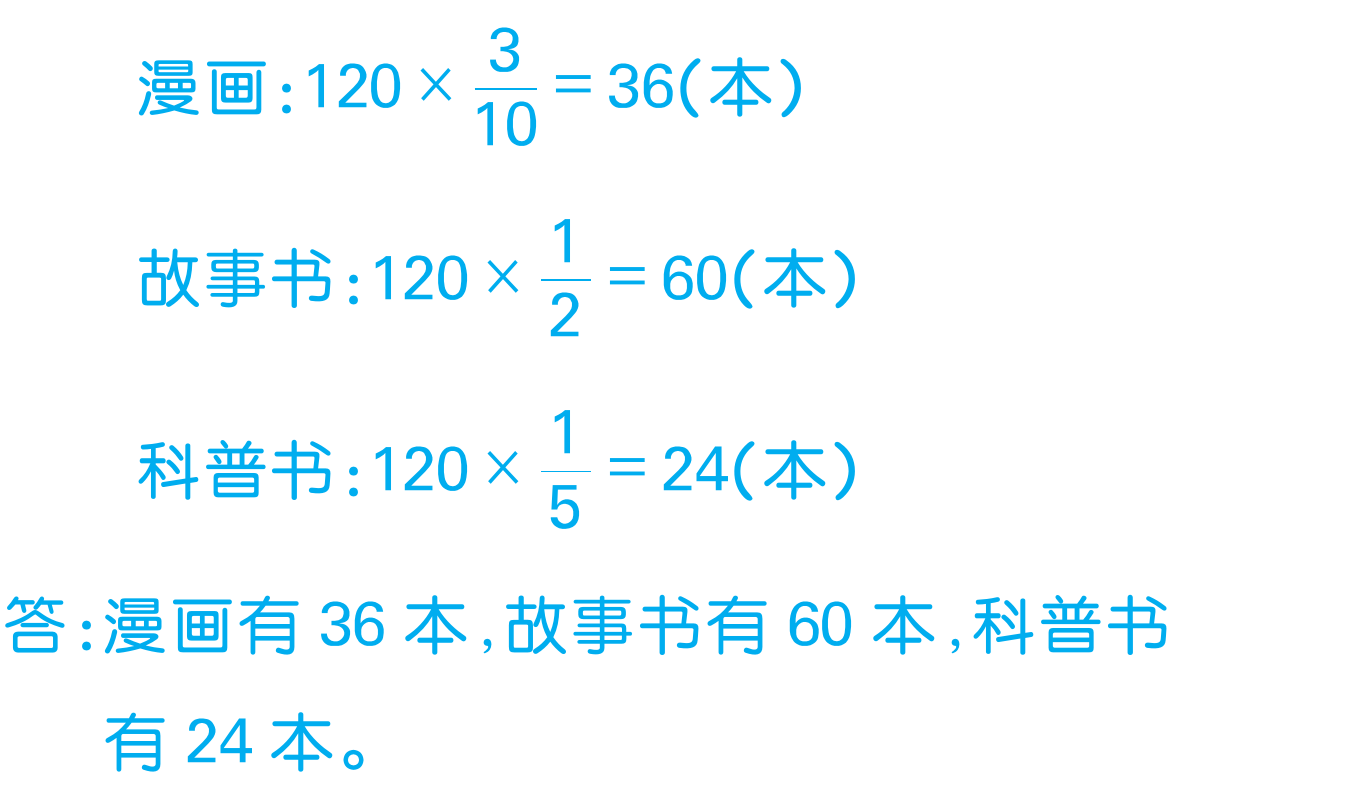 漫画:120 × 3/10 = 36(本)
故事书:120 × 1/2 = 60(本)
科普书:120 × 1/5 = 24(本)
答:漫画有 36 本,故事书有 60 本,科普书
有 24 本。